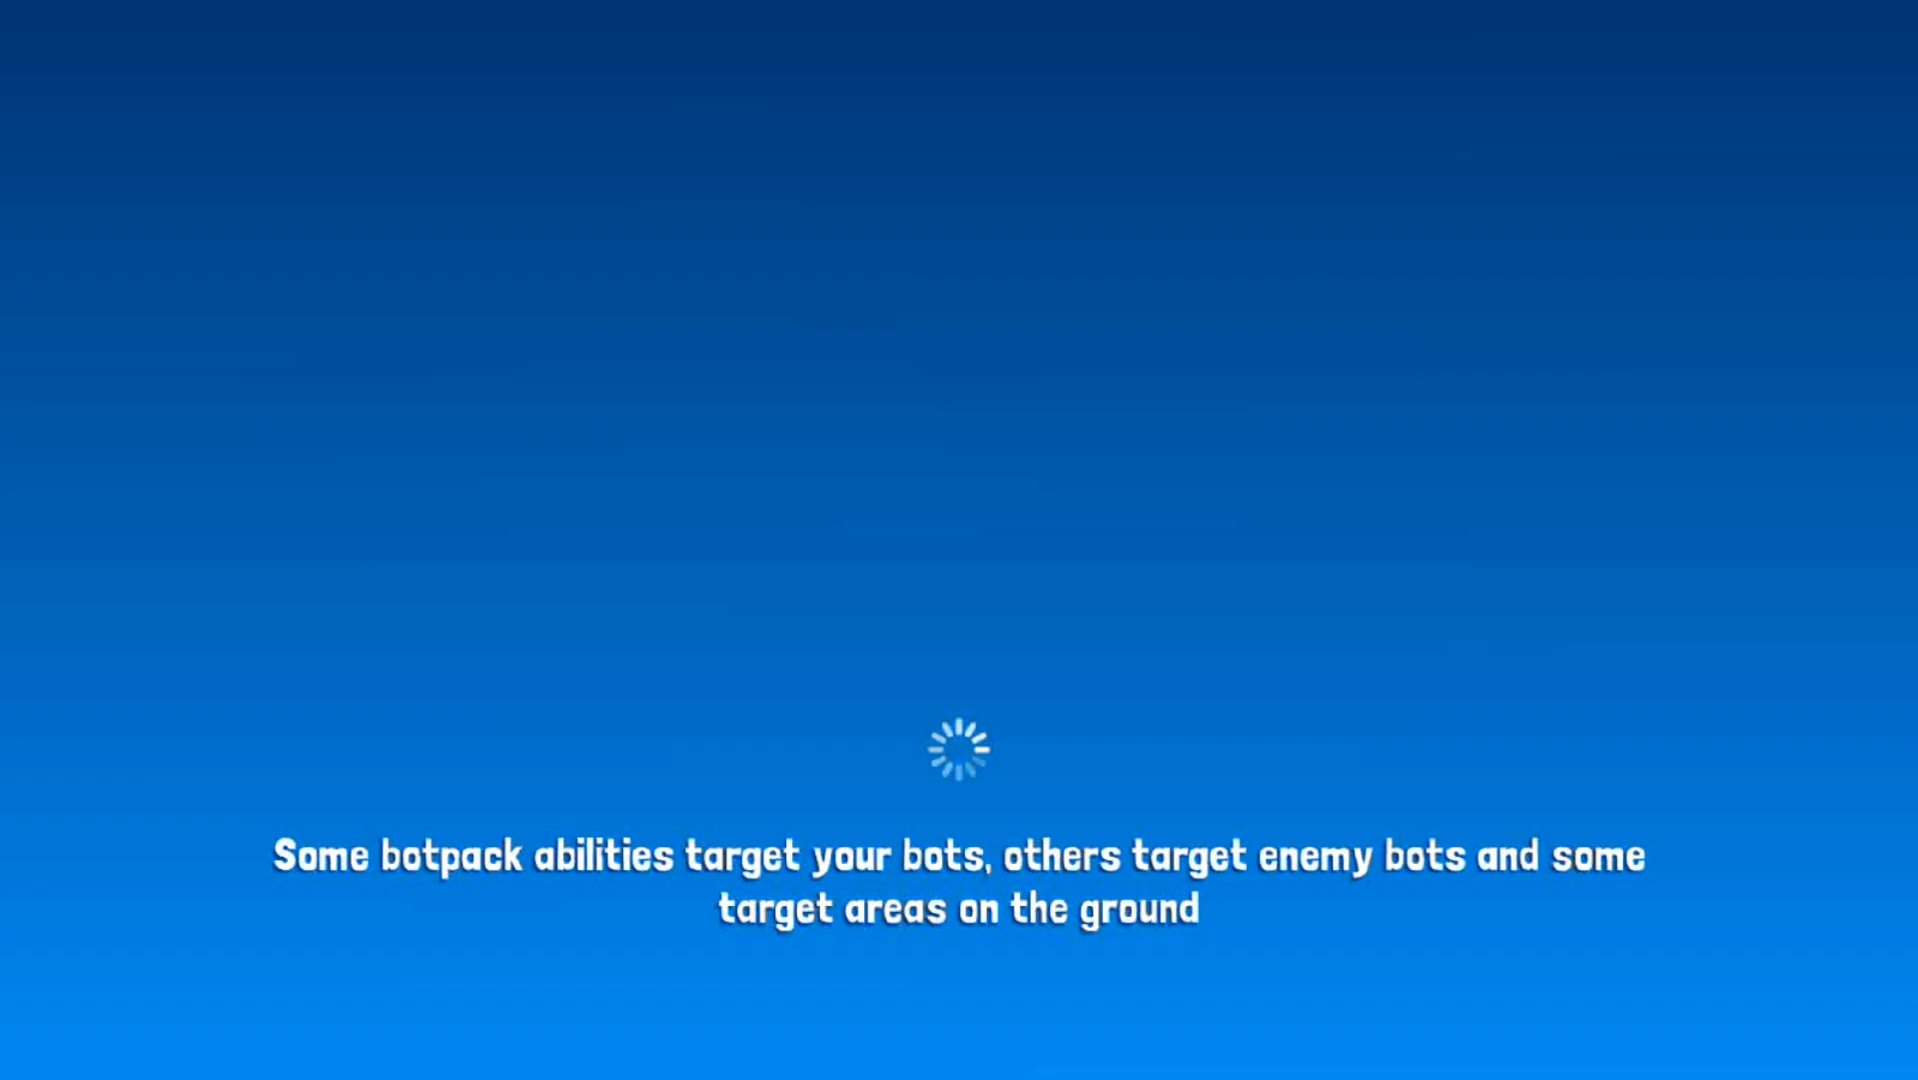 Some botpack abilities target your bots, others target enemy bots and some
target areas on the ground